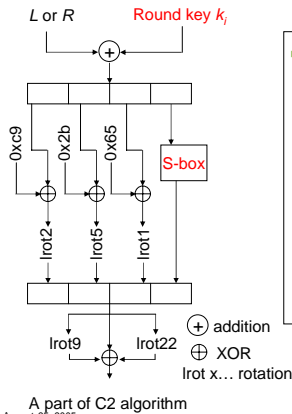 L or R
Round key ki
0xc9
0x2b
0x65
S-box
lrot2
lrot5
lrot1
lrot9
lrot22
addition
XOR
lrot x... rotation
A part of C2 algorithm